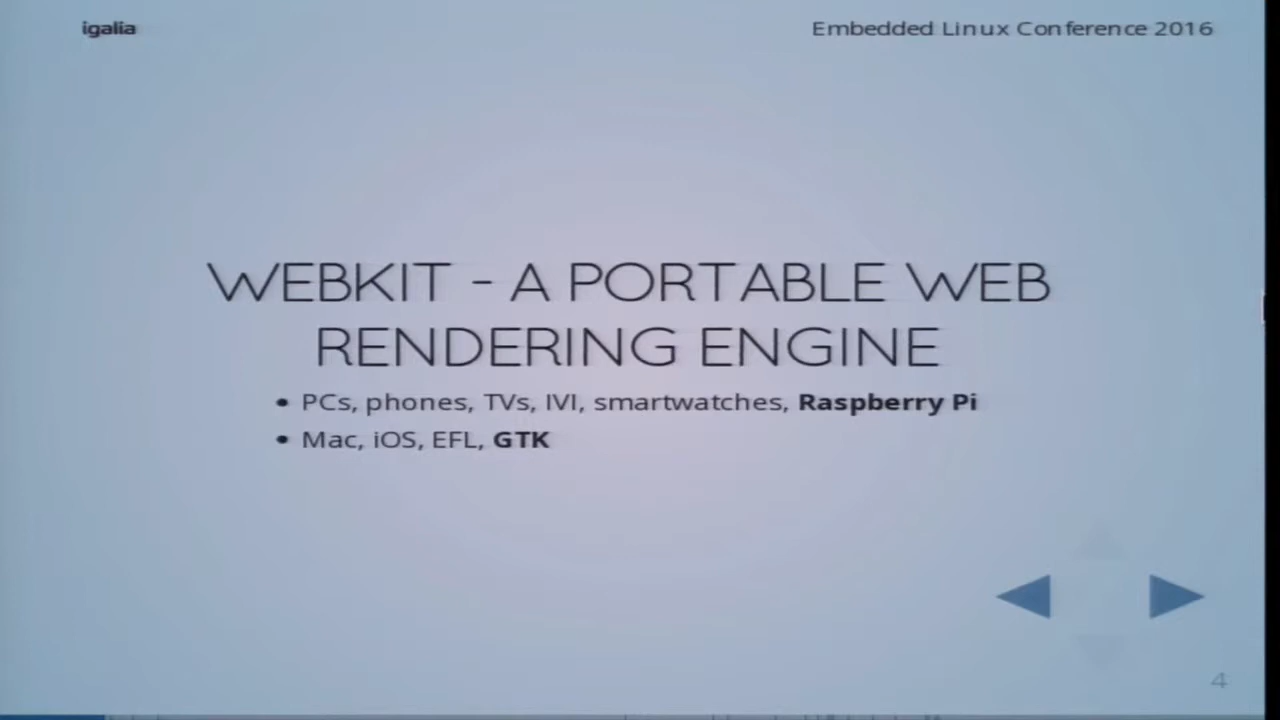 igalia
Embedded Linux Conference 2016
WEBKIT - A PORTABLE WEB
RENDERING ENGINE
• PCs, phones, TVs, IVI, smartwatches, Raspberry Pi
• Mac, iOS, EFL, GTK
4